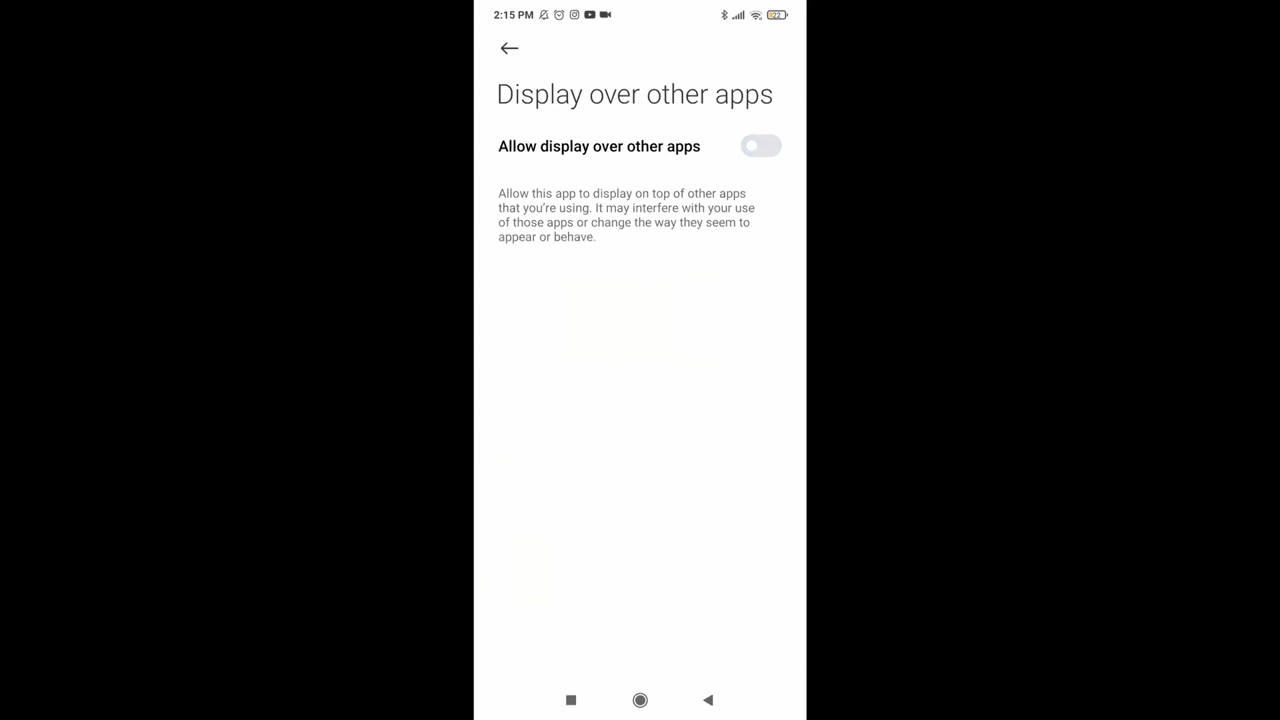 2:15 PM
22
Display over other apps
Allow display over other apps
Allow this app to display on top of other apps
that you're using. It may interfere with your use
of those apps or change the way they seem to
appear or behave.